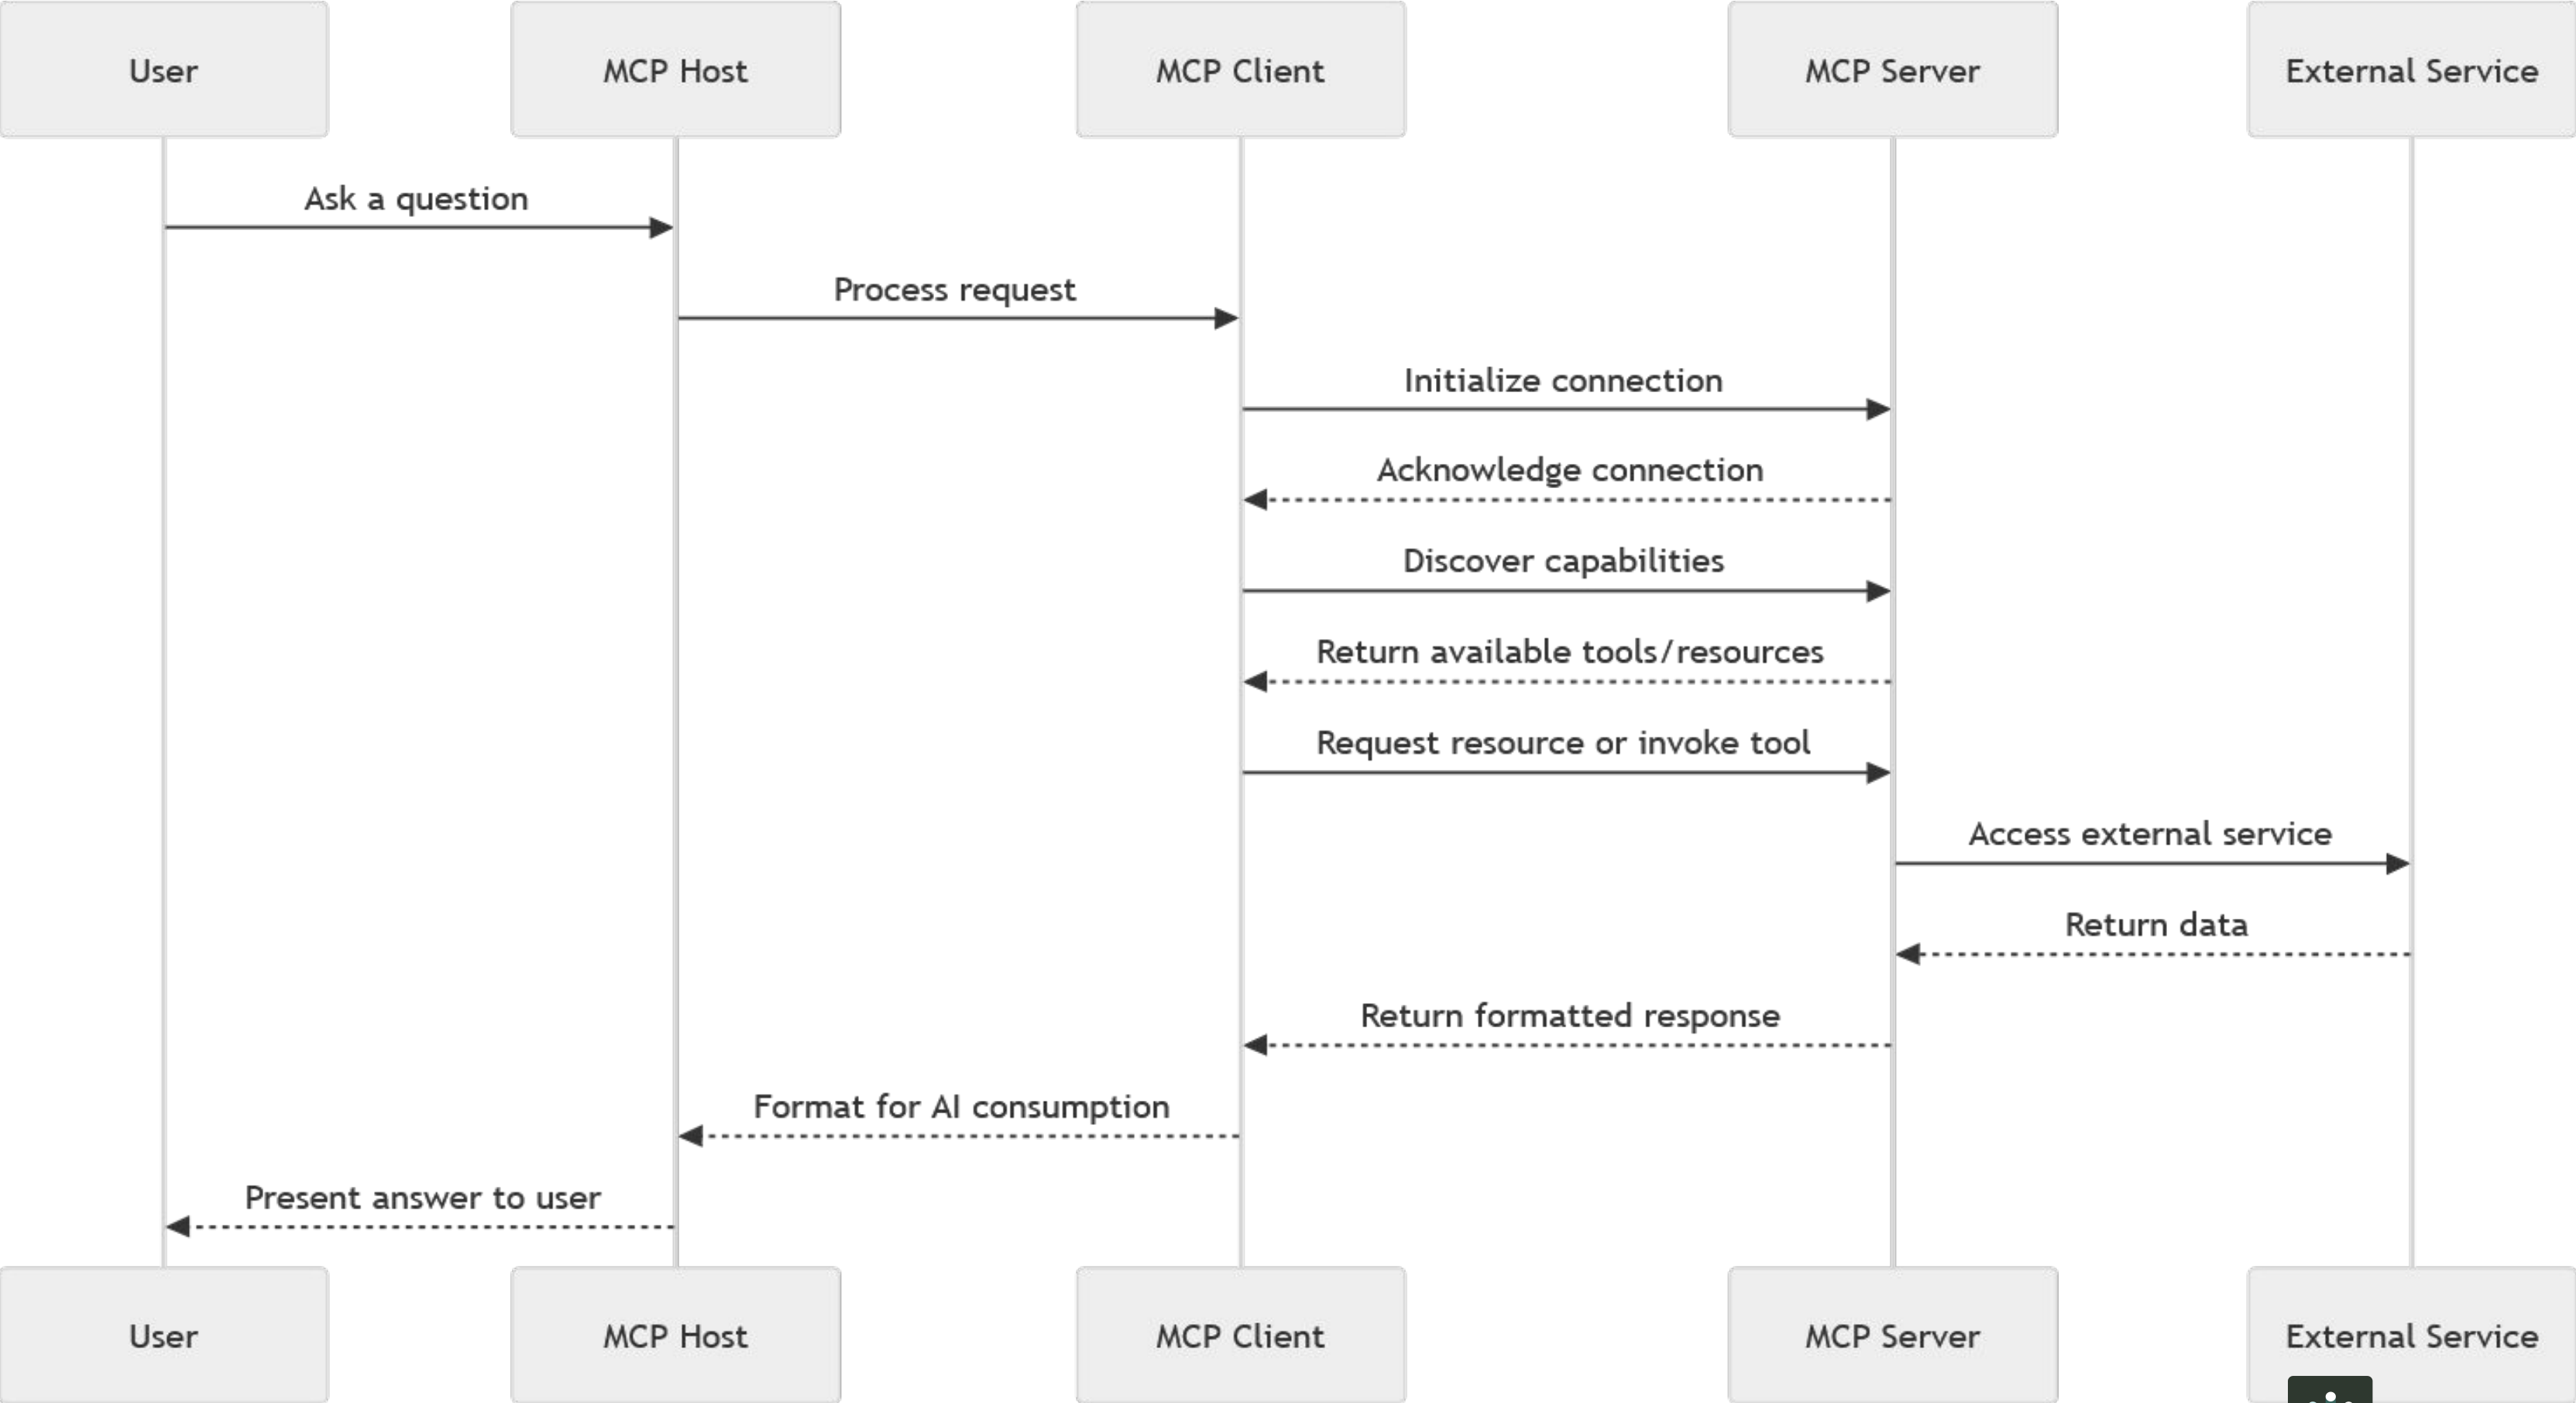 User
MCP Host
MCP Client
MCP Server
External Service
Ask a question
Process request
Initialize connection
Acknowledge connection
Discover capabilities
Return available tools/resources
Request resource or invoke tool
Access external service
Return data
Return formatted response
Format for AI consumption
Present answer to user
User
MCP Host
MCP Client
MCP Server
External Service